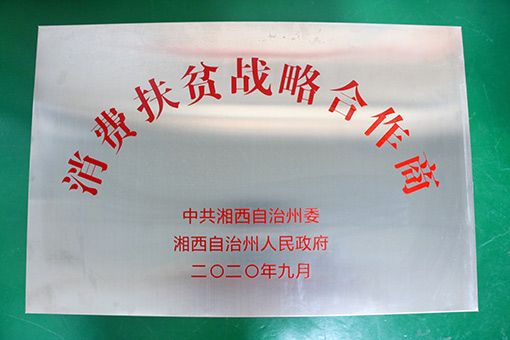 消费扶贫战略合作商
中共湘西自治州委
湘西自治州人民政府
二〇二〇年九月